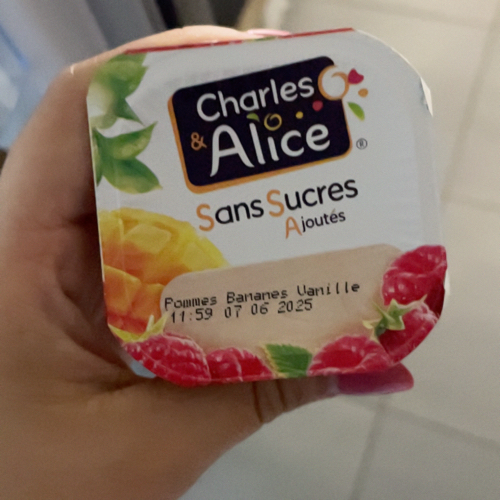 Charles
& Alice ®
Sans Sucres
Ajoutés
Pommes Bananes Vanille
11:59 07 06 2025